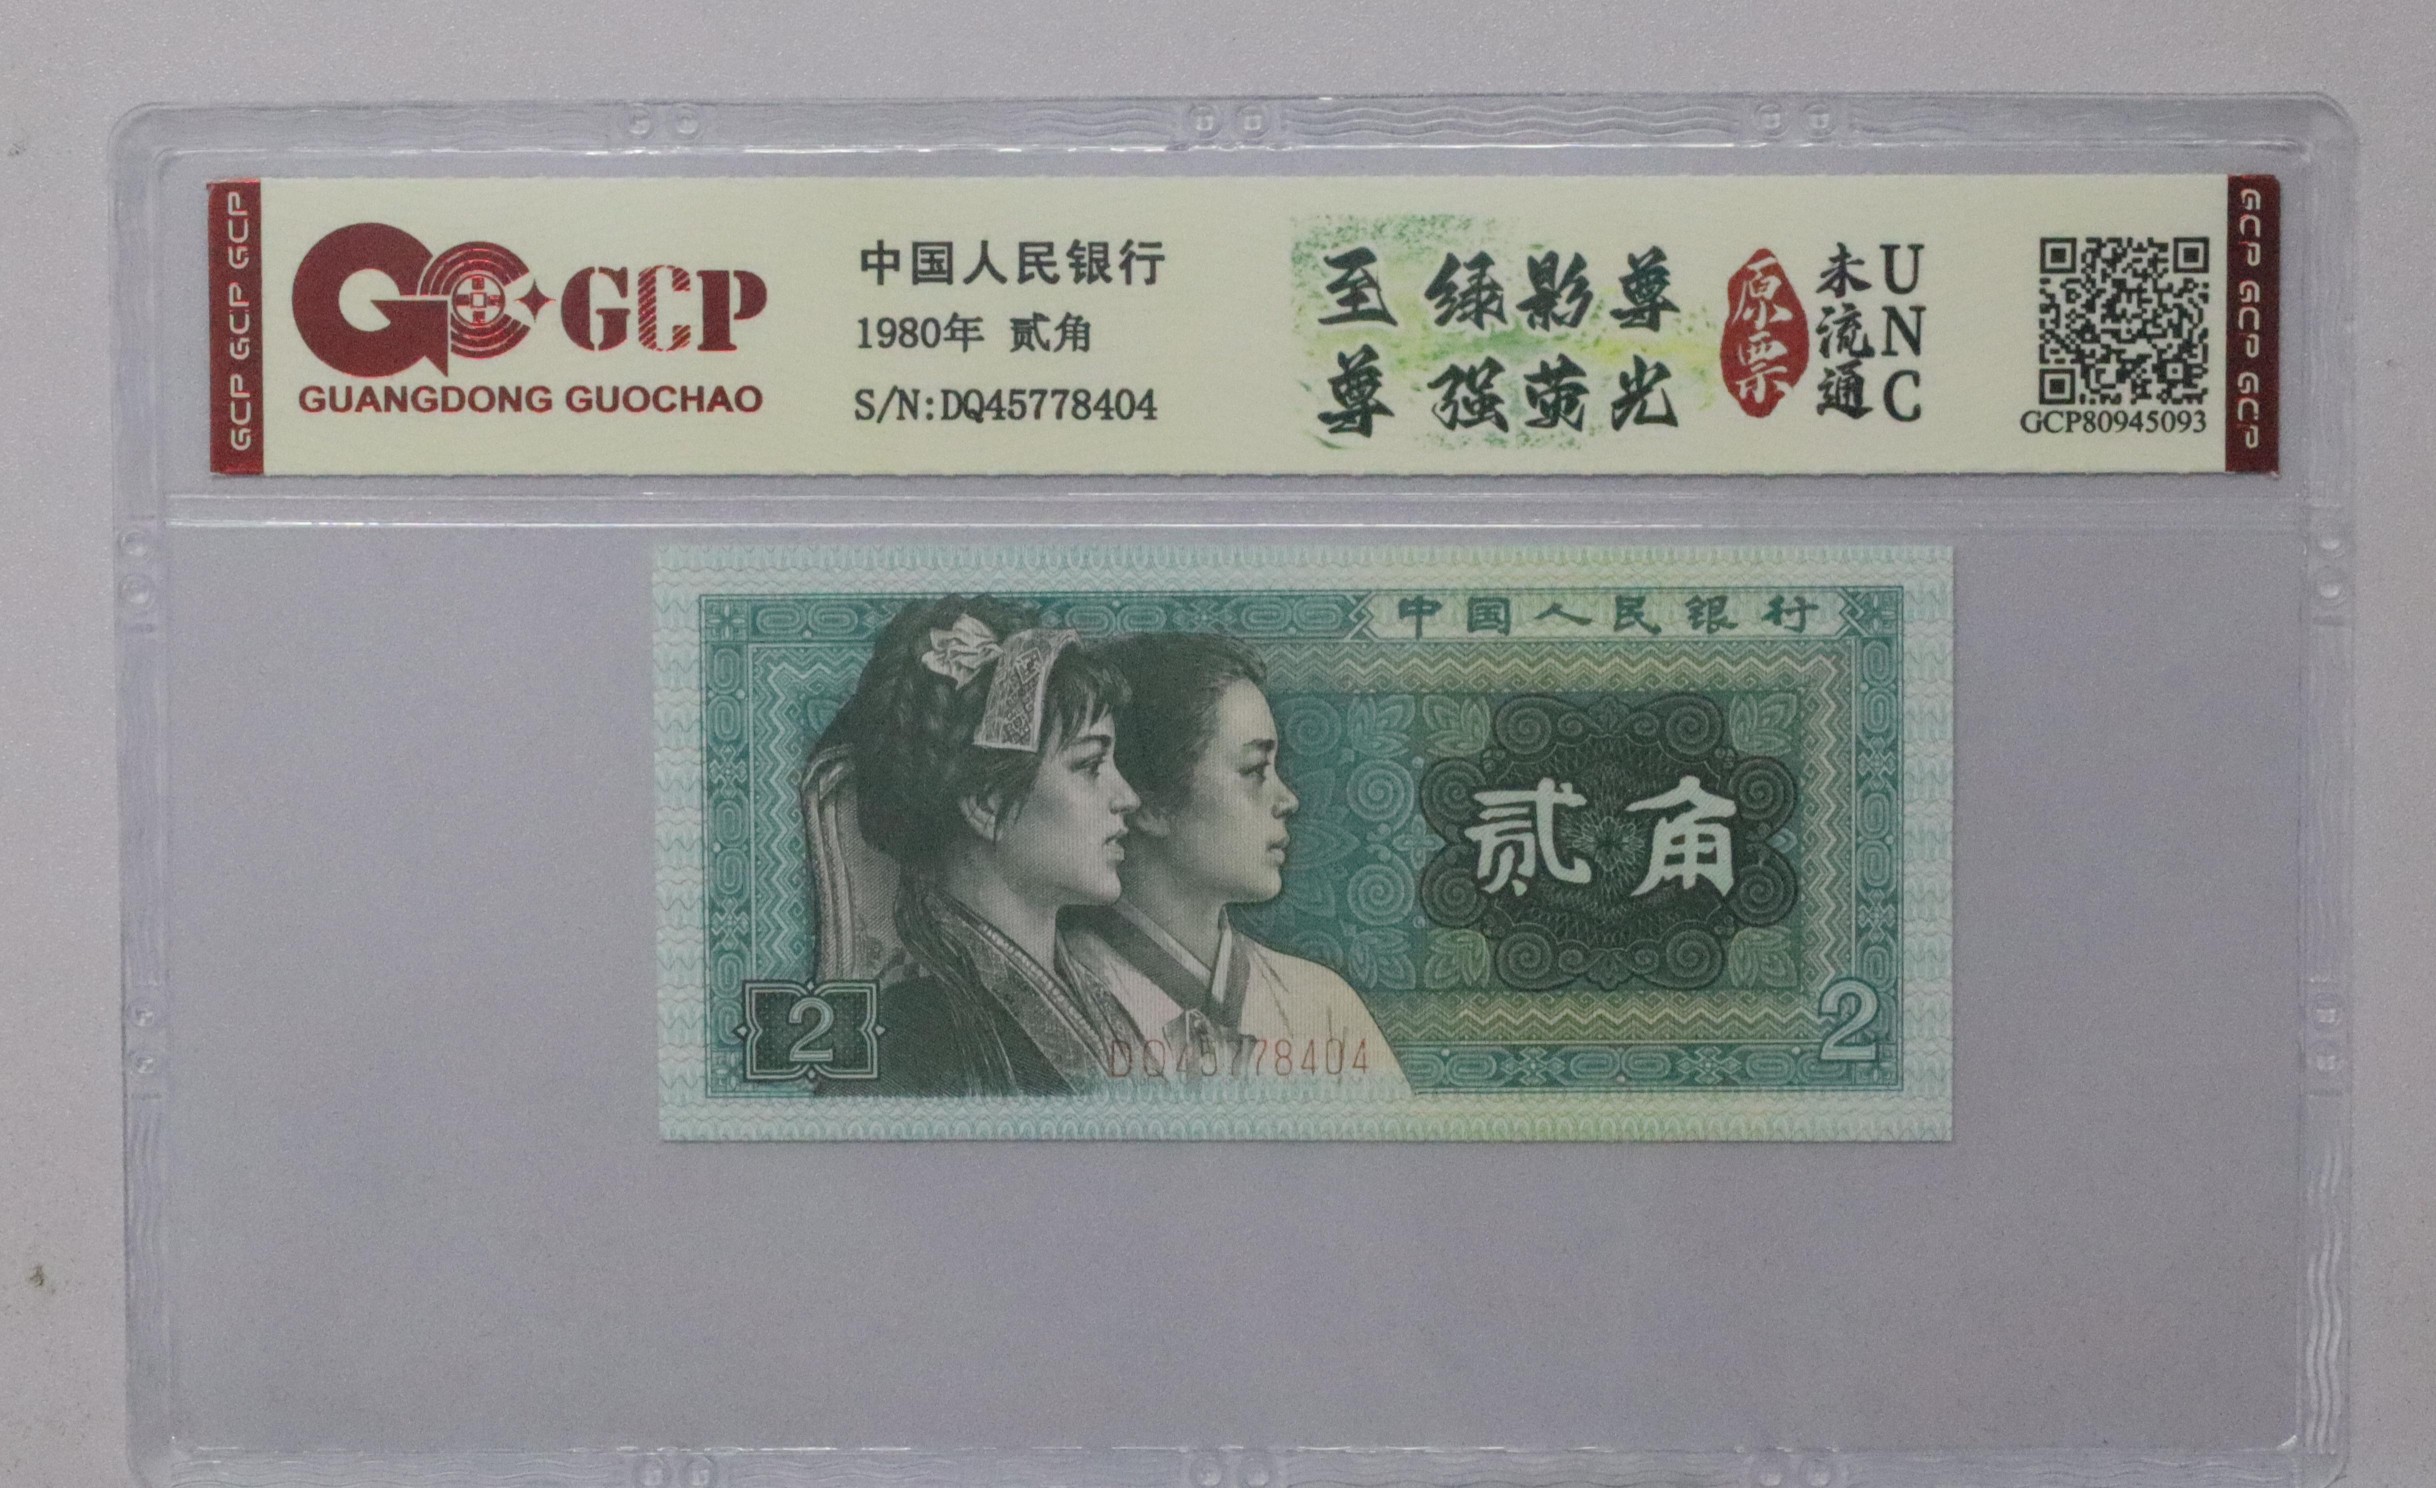 GCP GCP GCP
GCP
GUANGDONG GUOCHAO
中国人民银行
1980年 贰角
S/N:DQ45778404
至尊
绿影尊
强荧光
原票
未流通
UNC
GCP80945093
GCP GCP GCP
中国人民银行
贰角
2
DQ45778404
2